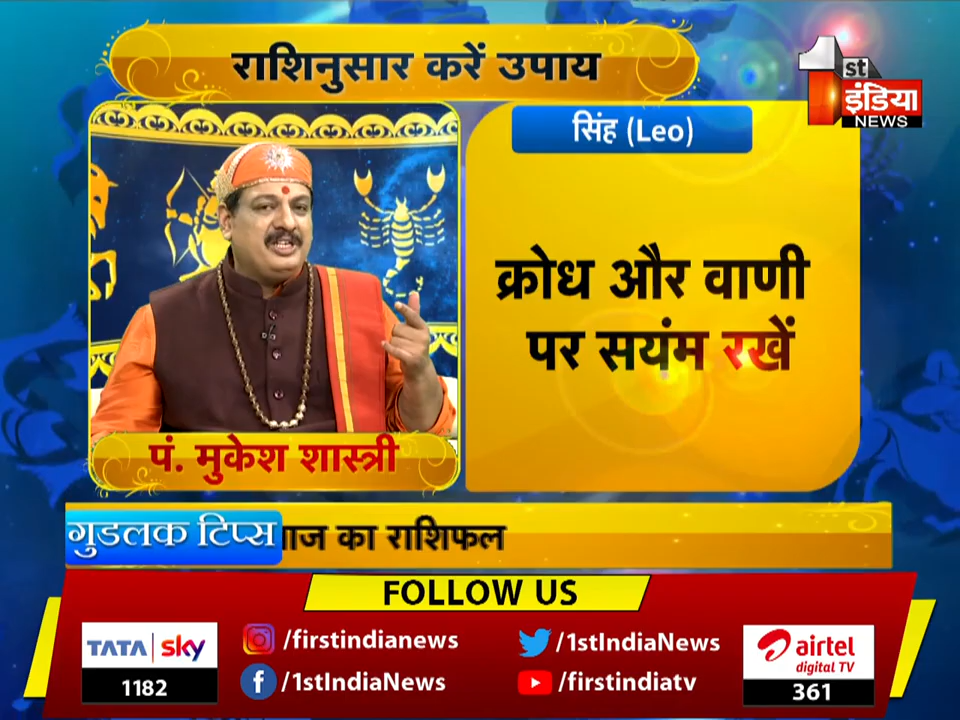 राशिनुसार करें उपाय
1st
इंडिया
NEWS
सिंह (Leo)
क्रोध और वाणी
पर सयंम रखें
पं. मुकेश शास्त्री
गुडलक टिप्स
का राशिफल
FOLLOW US
TATA sky
1182
/firstindianews
/1stIndiaNews
/1stIndiaNews
/firstindiatv
airtel
digital TV
361